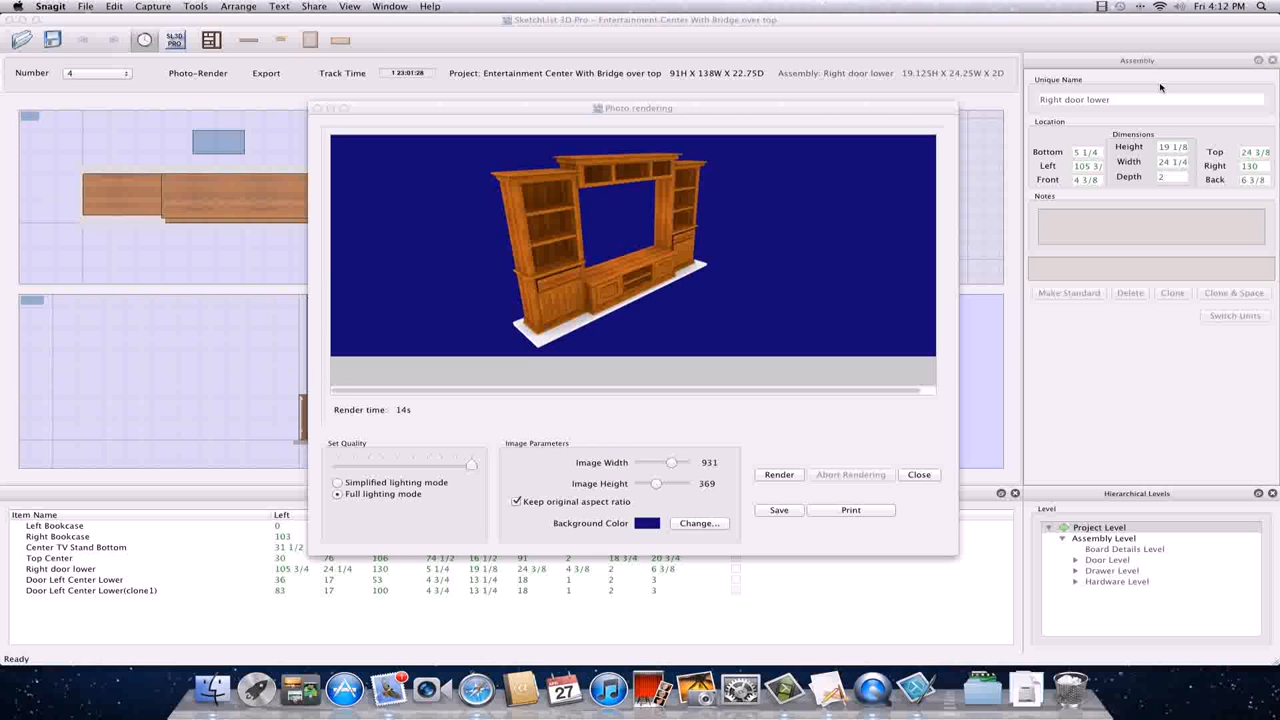 Snagit File Edit Capture Tools Arrange Text Share View Window Help Fri 4:12 PM
SketchList 3D Pro - Entertainment Center With Bridge over top
SL3D PRO
Number 4 Photo-Render Export Track Time 1 23:01:28 Project: Entertainment Center With Bridge over top 91H X 138W X 22.75D Assembly: Right door lower 19.125H X 24.25W X 2D
Assembly
Unique Name
Right door lower
Location
Dimensions
Bottom 5 1/4 Height 19 1/8 Top 24 3/8
Left 105 3/ Width 24 1/4 Right 130
Front 4 3/8 Depth 2 Back 6 3/8
Notes
Make Standard Delete Clone Clone & Space
Switch Units
Photo rendering
Render time: 14s
Set Quality
Simplified lighting mode
Full lighting mode
Image Parameters
Image Width 931
Image Height 369
Keep original aspect ratio
Background Color Change...
Render Abort Rendering Close
Save Print
Item Name Left
Left Bookcase 0
Right Bookcase 103
Center TV Stand Bottom 31 1/2
Top Center 30 76 106 74 1/2 16 1/2 91 2 18 3/4 20 3/4
Right door lower 105 3/4 24 1/4 130 5 1/4 19 1/8 24 3/8 4 3/8 2 6 3/8
Door Left Center Lower 36 17 53 4 3/4 13 1/4 18 1 2 3
Door Left Center Lower(clone1) 83 17 100 4 3/4 13 1/4 18 1 2 3
Hierarchical Levels
Level
Project Level
Assembly Level
Board Details Level
Door Level
Drawer Level
Hardware Level
Ready
27